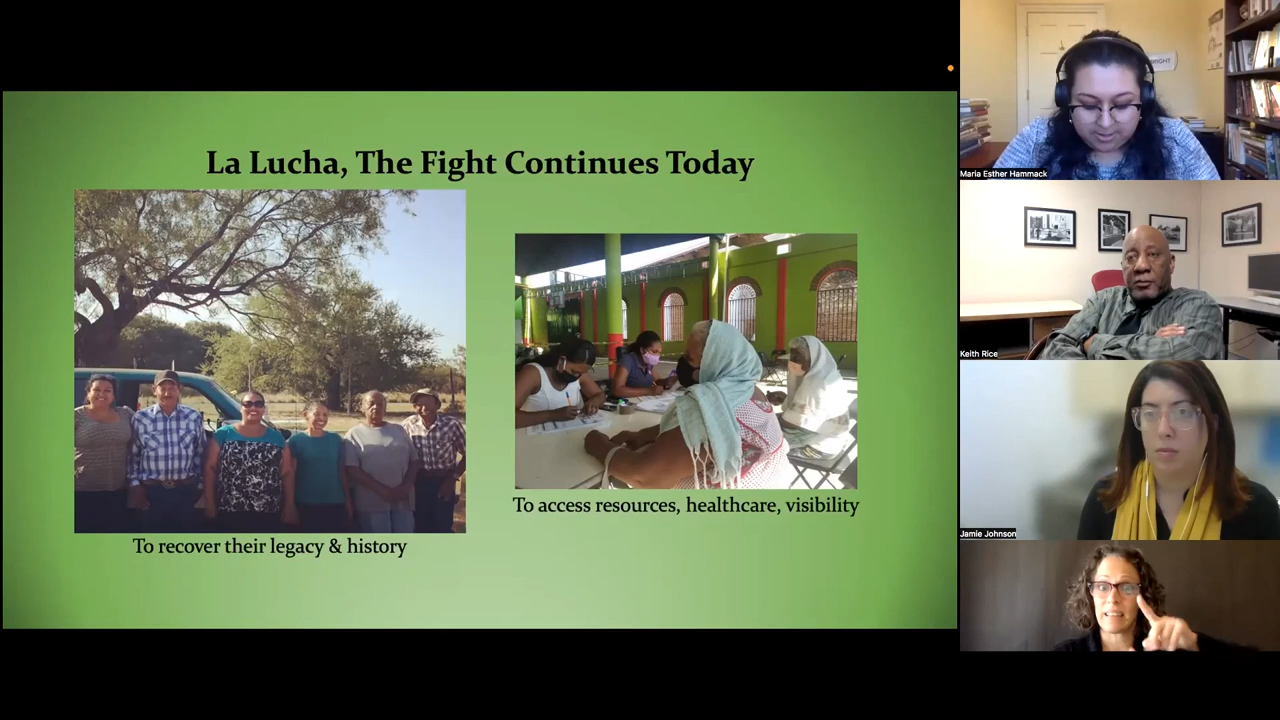 La Lucha, The Fight Continues Today
To access resources, healthcare, visibility
To recover their legacy & history
Maria Esther Hammack
Keith Rice
Jamie Johnson